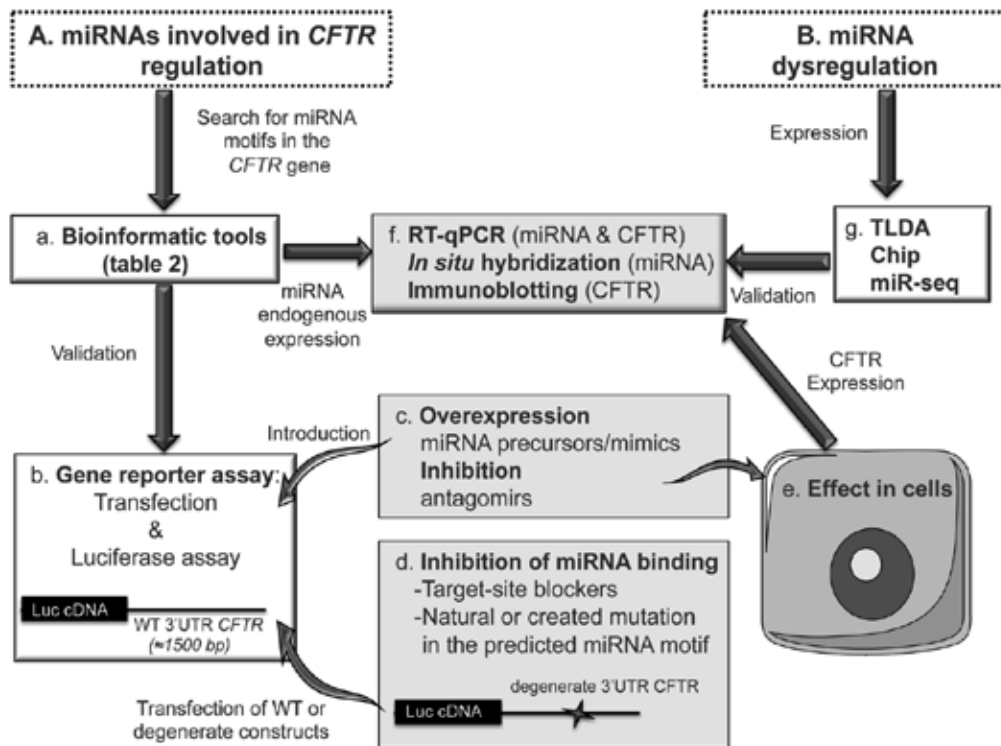 A. miRNAs involved in CFTR
regulation
B. miRNA
dysregulation
Search for miRNA
motifs in the
CFTR gene
Expression
a. Bioinformatic tools
(table 2)
f. RT-qPCR (miRNA & CFTR)
In situ hybridization (miRNA)
Immunoblotting (CFTR)
g. TLDA
Chip
miR-seq
miRNA
endogenous
expression
Validation
Validation
CFTR
Expression
Introduction
c. Overexpression
miRNA precursors/mimics
Inhibition
antagomirs
b. Gene reporter assay:
Transfection
&
Luciferase assay
Luc cDNA
WT 3'UTR CFTR
(≈1500 bp)
e. Effect in cells
d. Inhibition of miRNA binding
-Target-site blockers
-Natural or created mutation
in the predicted miRNA motif
degenerate 3'UTR CFTR
Luc cDNA
Transfection of WT or
degenerate constructs